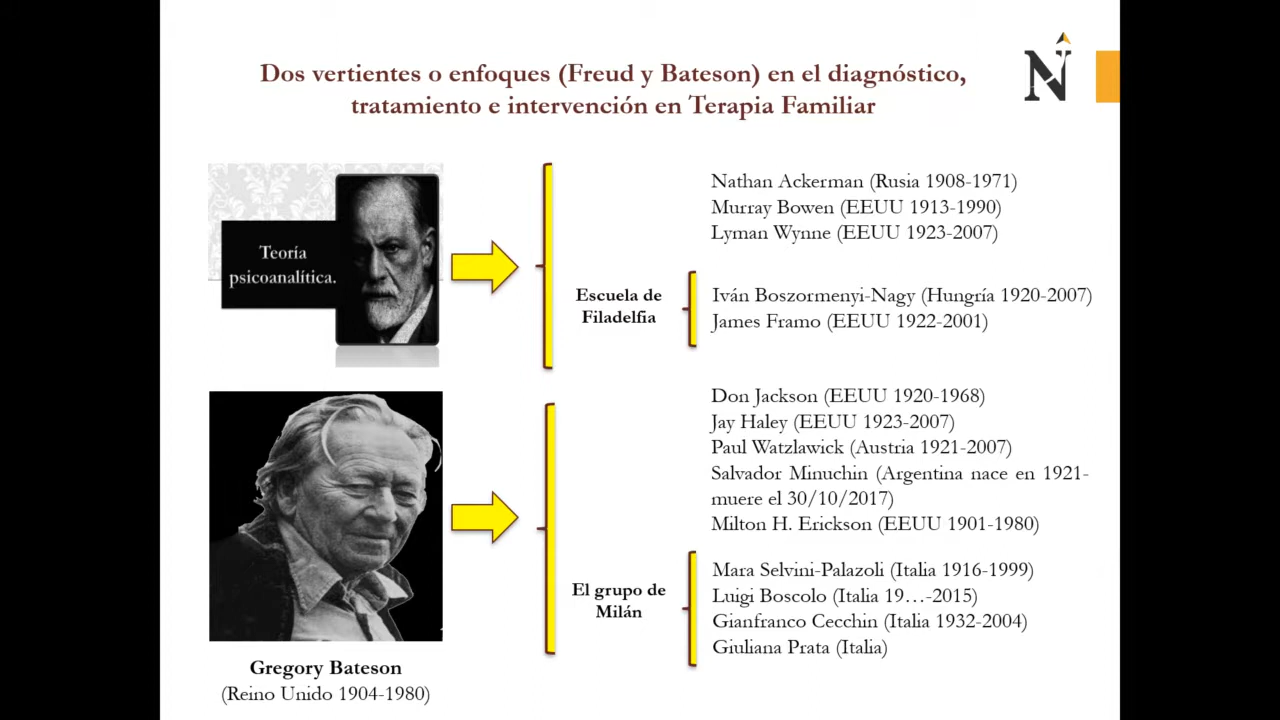 Dos vertientes o enfoques (Freud y Bateson) en el diagnóstico,
tratamiento e intervención en Terapia Familiar
N
Teoría
psicoanalítica.
Escuela de
Filadelfia
Nathan Ackerman (Rusia 1908-1971)
Murray Bowen (EEUU 1913-1990)
Lyman Wynne (EEUU 1923-2007)
Iván Boszormenyi-Nagy (Hungría 1920-2007)
James Framo (EEUU 1922-2001)
Gregory Bateson
(Reino Unido 1904-1980)
Don Jackson (EEUU 1920-1968)
Jay Haley (EEUU 1923-2007)
Paul Watzlawick (Austria 1921-2007)
Salvador Minuchin (Argentina nace en 1921-
muere el 30/10/2017)
Milton H. Erickson (EEUU 1901-1980)
El grupo de
Milán
Mara Selvini-Palazoli (Italia 1916-1999)
Luigi Boscolo (Italia 19…-2015)
Gianfranco Cecchin (Italia 1932-2004)
Giuliana Prata (Italia)